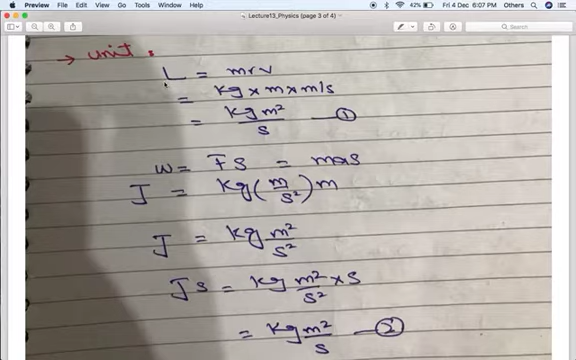 Preview File Edit View Go Tools Window Help 42% Fri 4 Dec 6:07 PM Others
Lecture13_Physics (page 3 of 4)
Search
→ unit :
L = mrv
= kg × m × m/s
= kg m²/s —①
W = FS = mas
J = kg (m/s²) m
J = kg m²/s²
Js = kg m²/s² × s
= kg m²/s —②